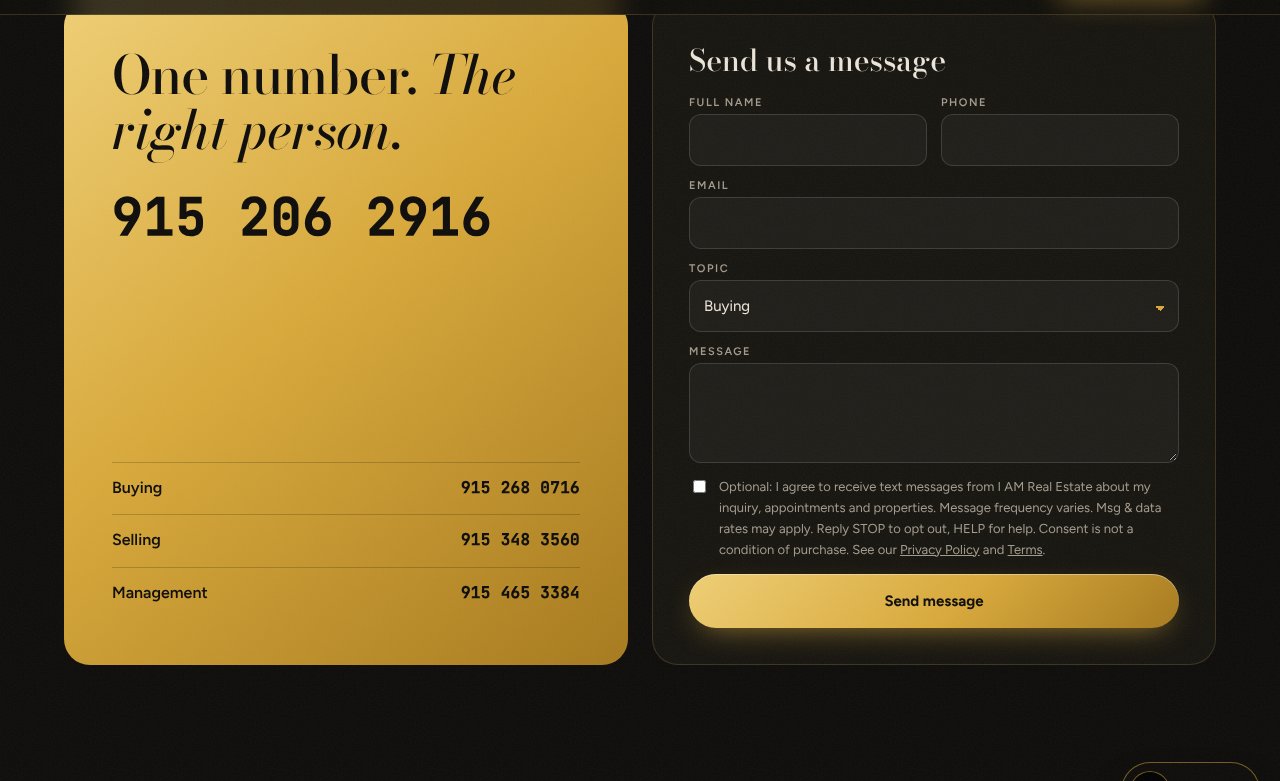 One number. The
right person.
915 206 2916
Buying 915 268 0716
Selling 915 348 3560
Management 915 465 3384
Send us a message
FULL NAME PHONE
EMAIL
TOPIC
Buying
MESSAGE
Optional: I agree to receive text messages from I AM Real Estate about my
inquiry, appointments and properties. Message frequency varies. Msg & data
rates may apply. Reply STOP to opt out, HELP for help. Consent is not a
condition of purchase. See our Privacy Policy and Terms.
Send message